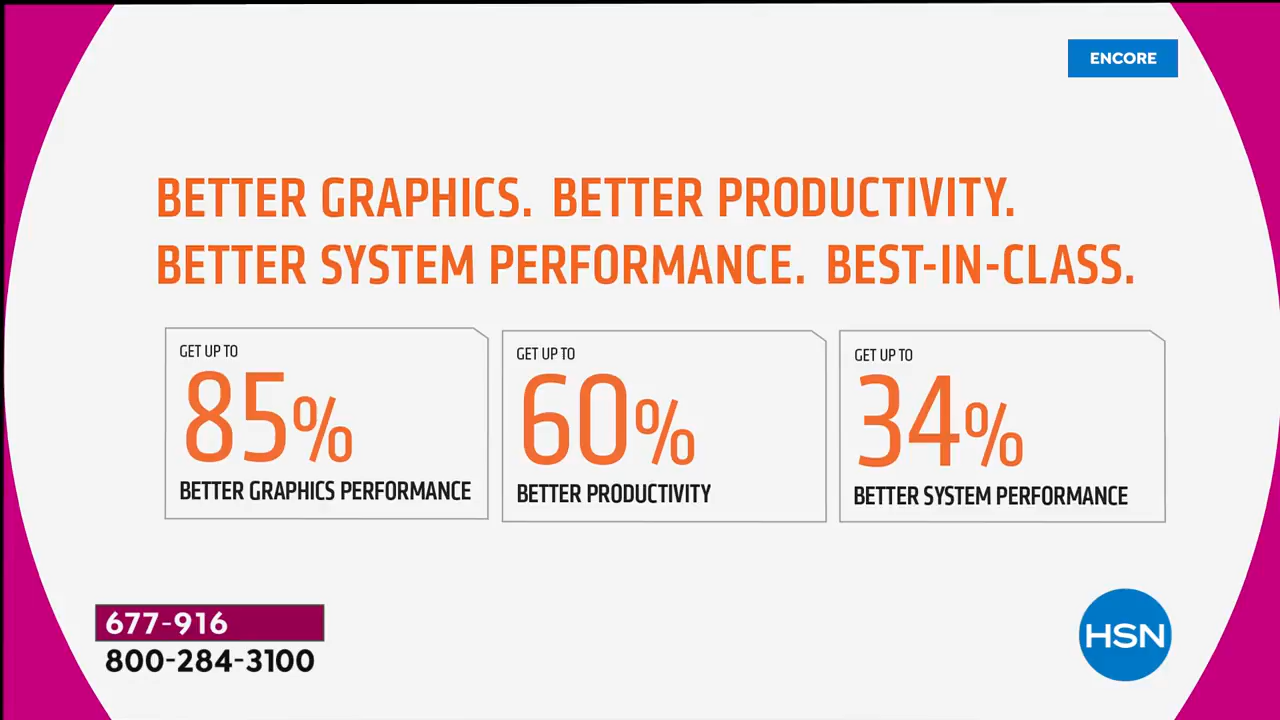 ENCORE
BETTER GRAPHICS. BETTER PRODUCTIVITY.
BETTER SYSTEM PERFORMANCE. BEST-IN-CLASS.
GET UP TO
85%
BETTER GRAPHICS PERFORMANCE
GET UP TO
60%
BETTER PRODUCTIVITY
GET UP TO
34%
BETTER SYSTEM PERFORMANCE
677-916
800-284-3100
HSN